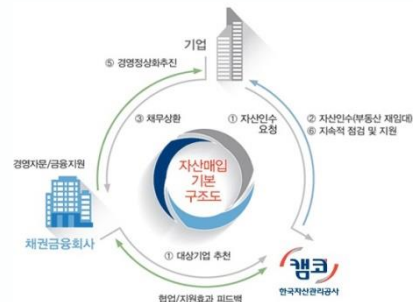 기업
⑤ 경영정상화추진
③ 채무상환
① 자산인수
요청
② 자산인수(부동산 재임대)
⑥ 지속적 점검 및 지원
경영자문/금융지원
자산매입
기본
구조도
채권금융회사
① 대상기업 추천
캠코
한국자산관리공사
협업/지원효과 피드백